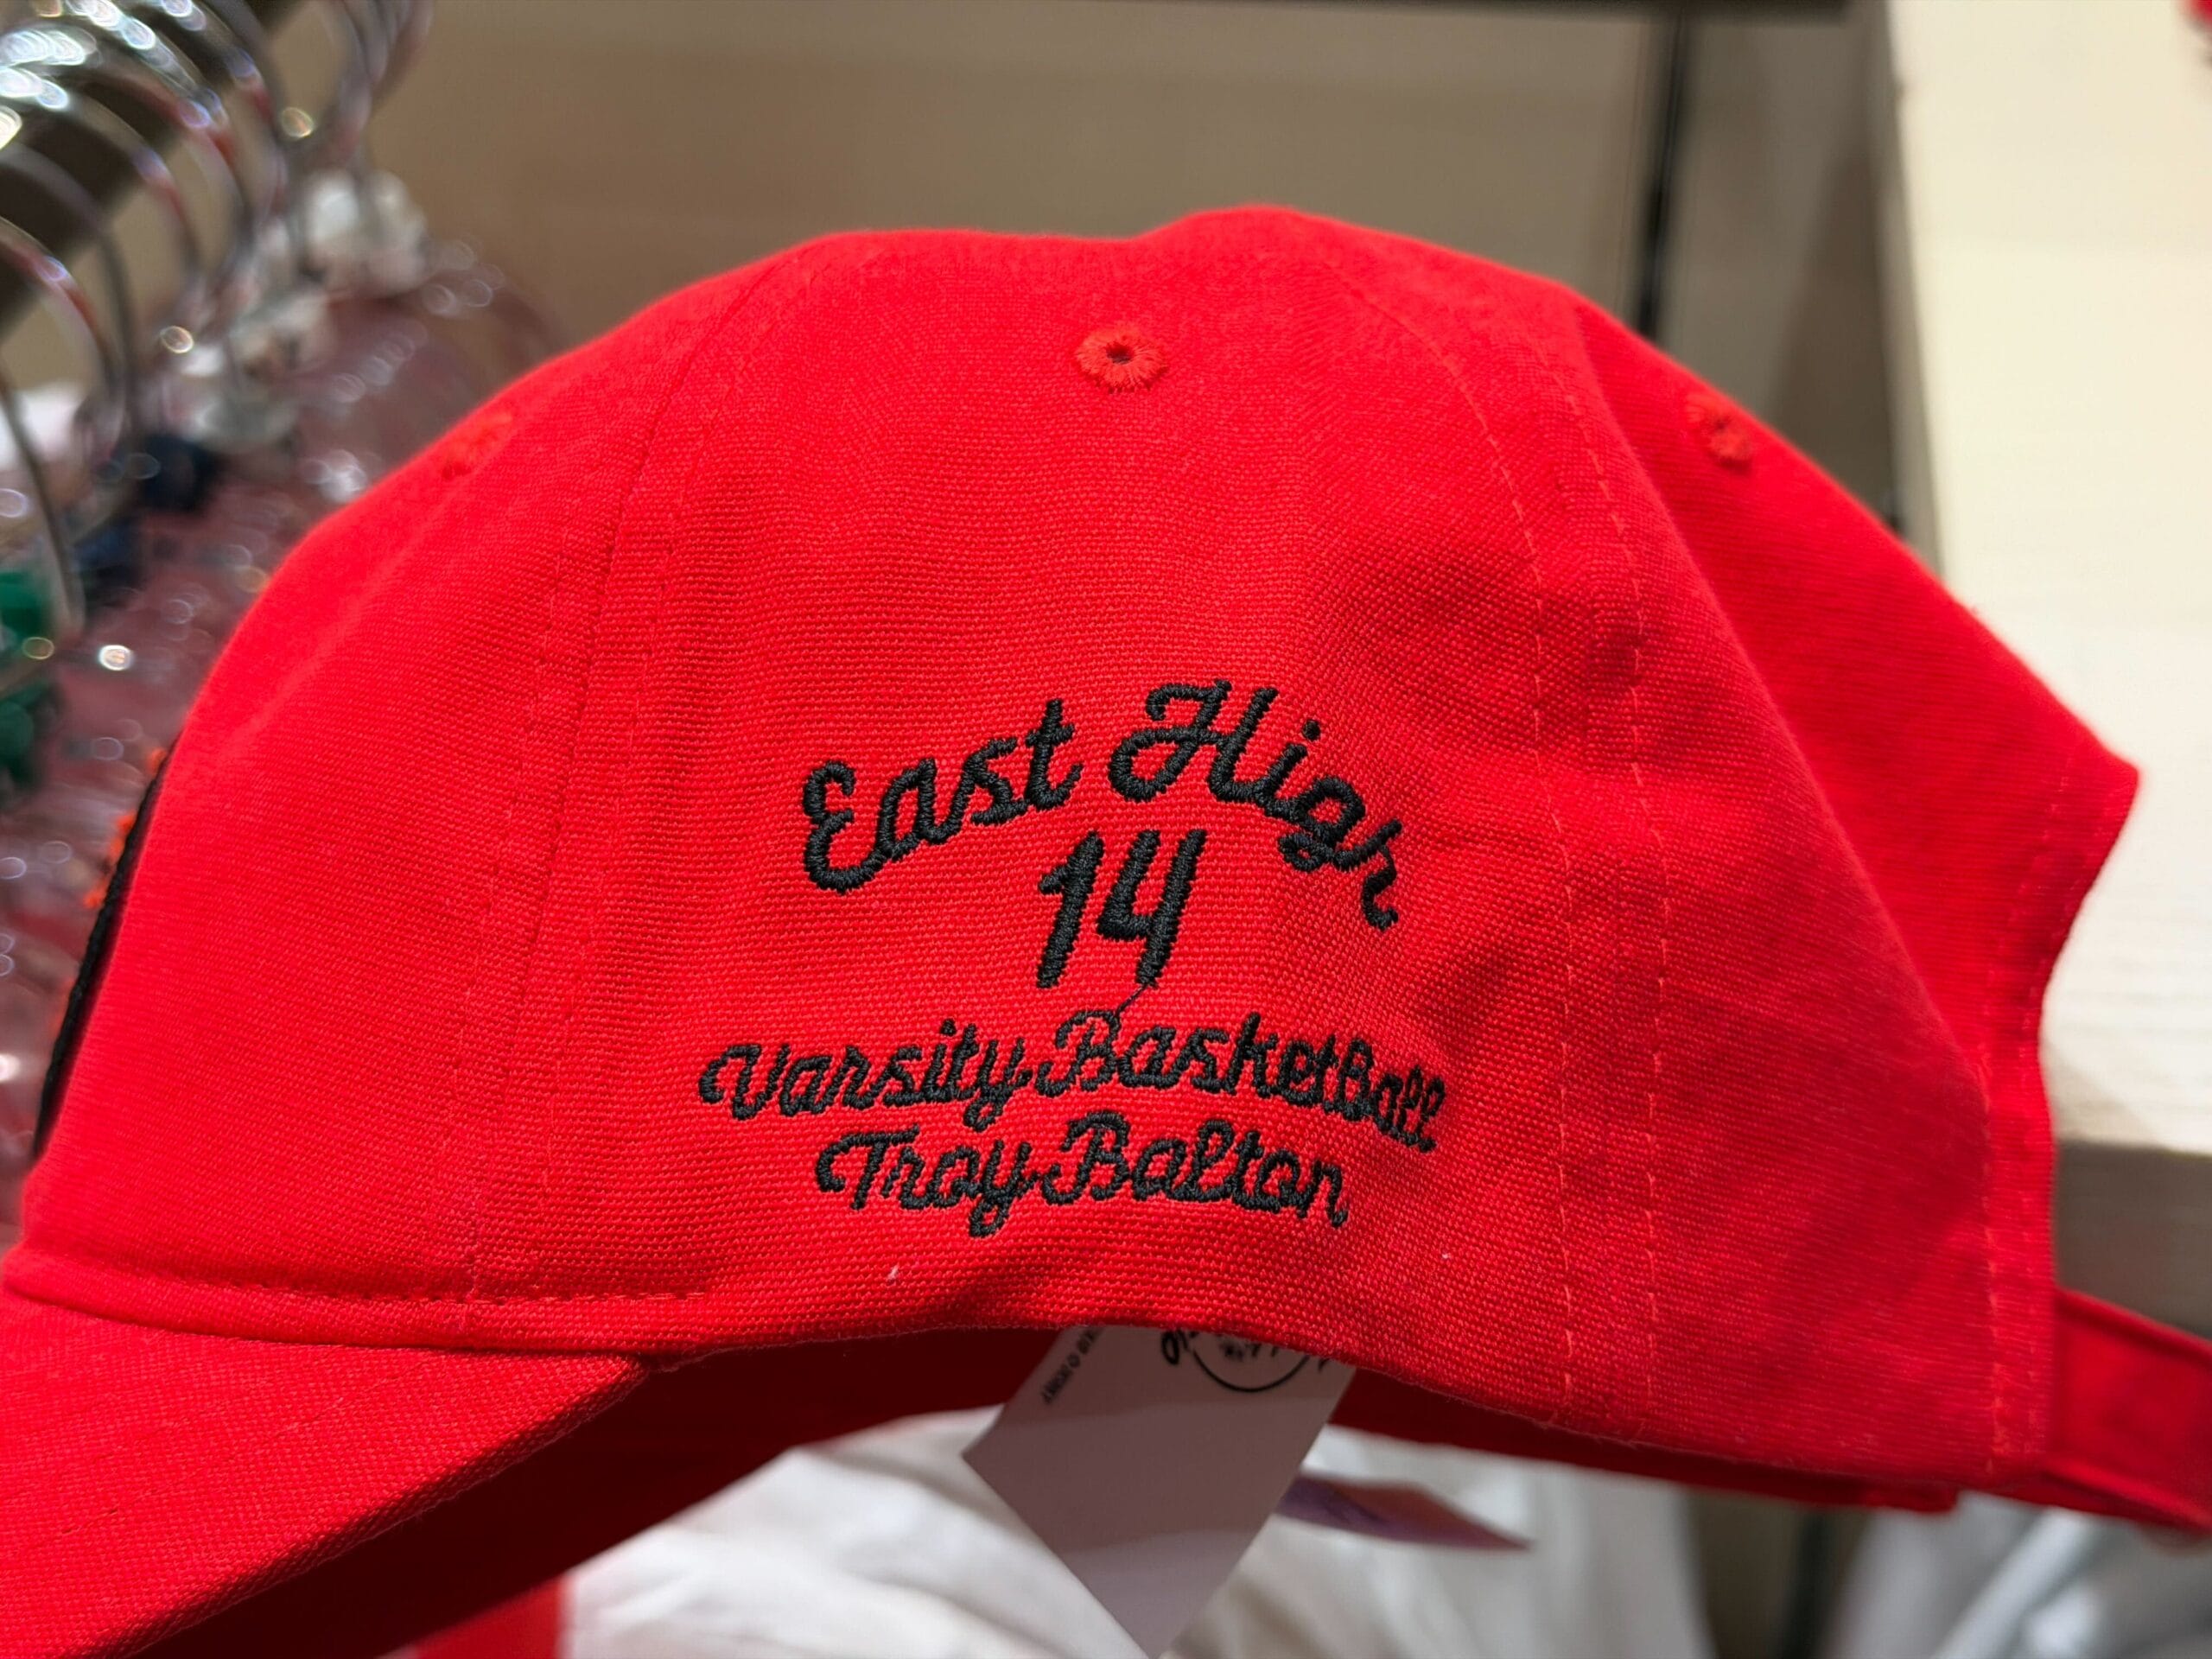 East High
14
Varsity Basketball
Troy Bolton